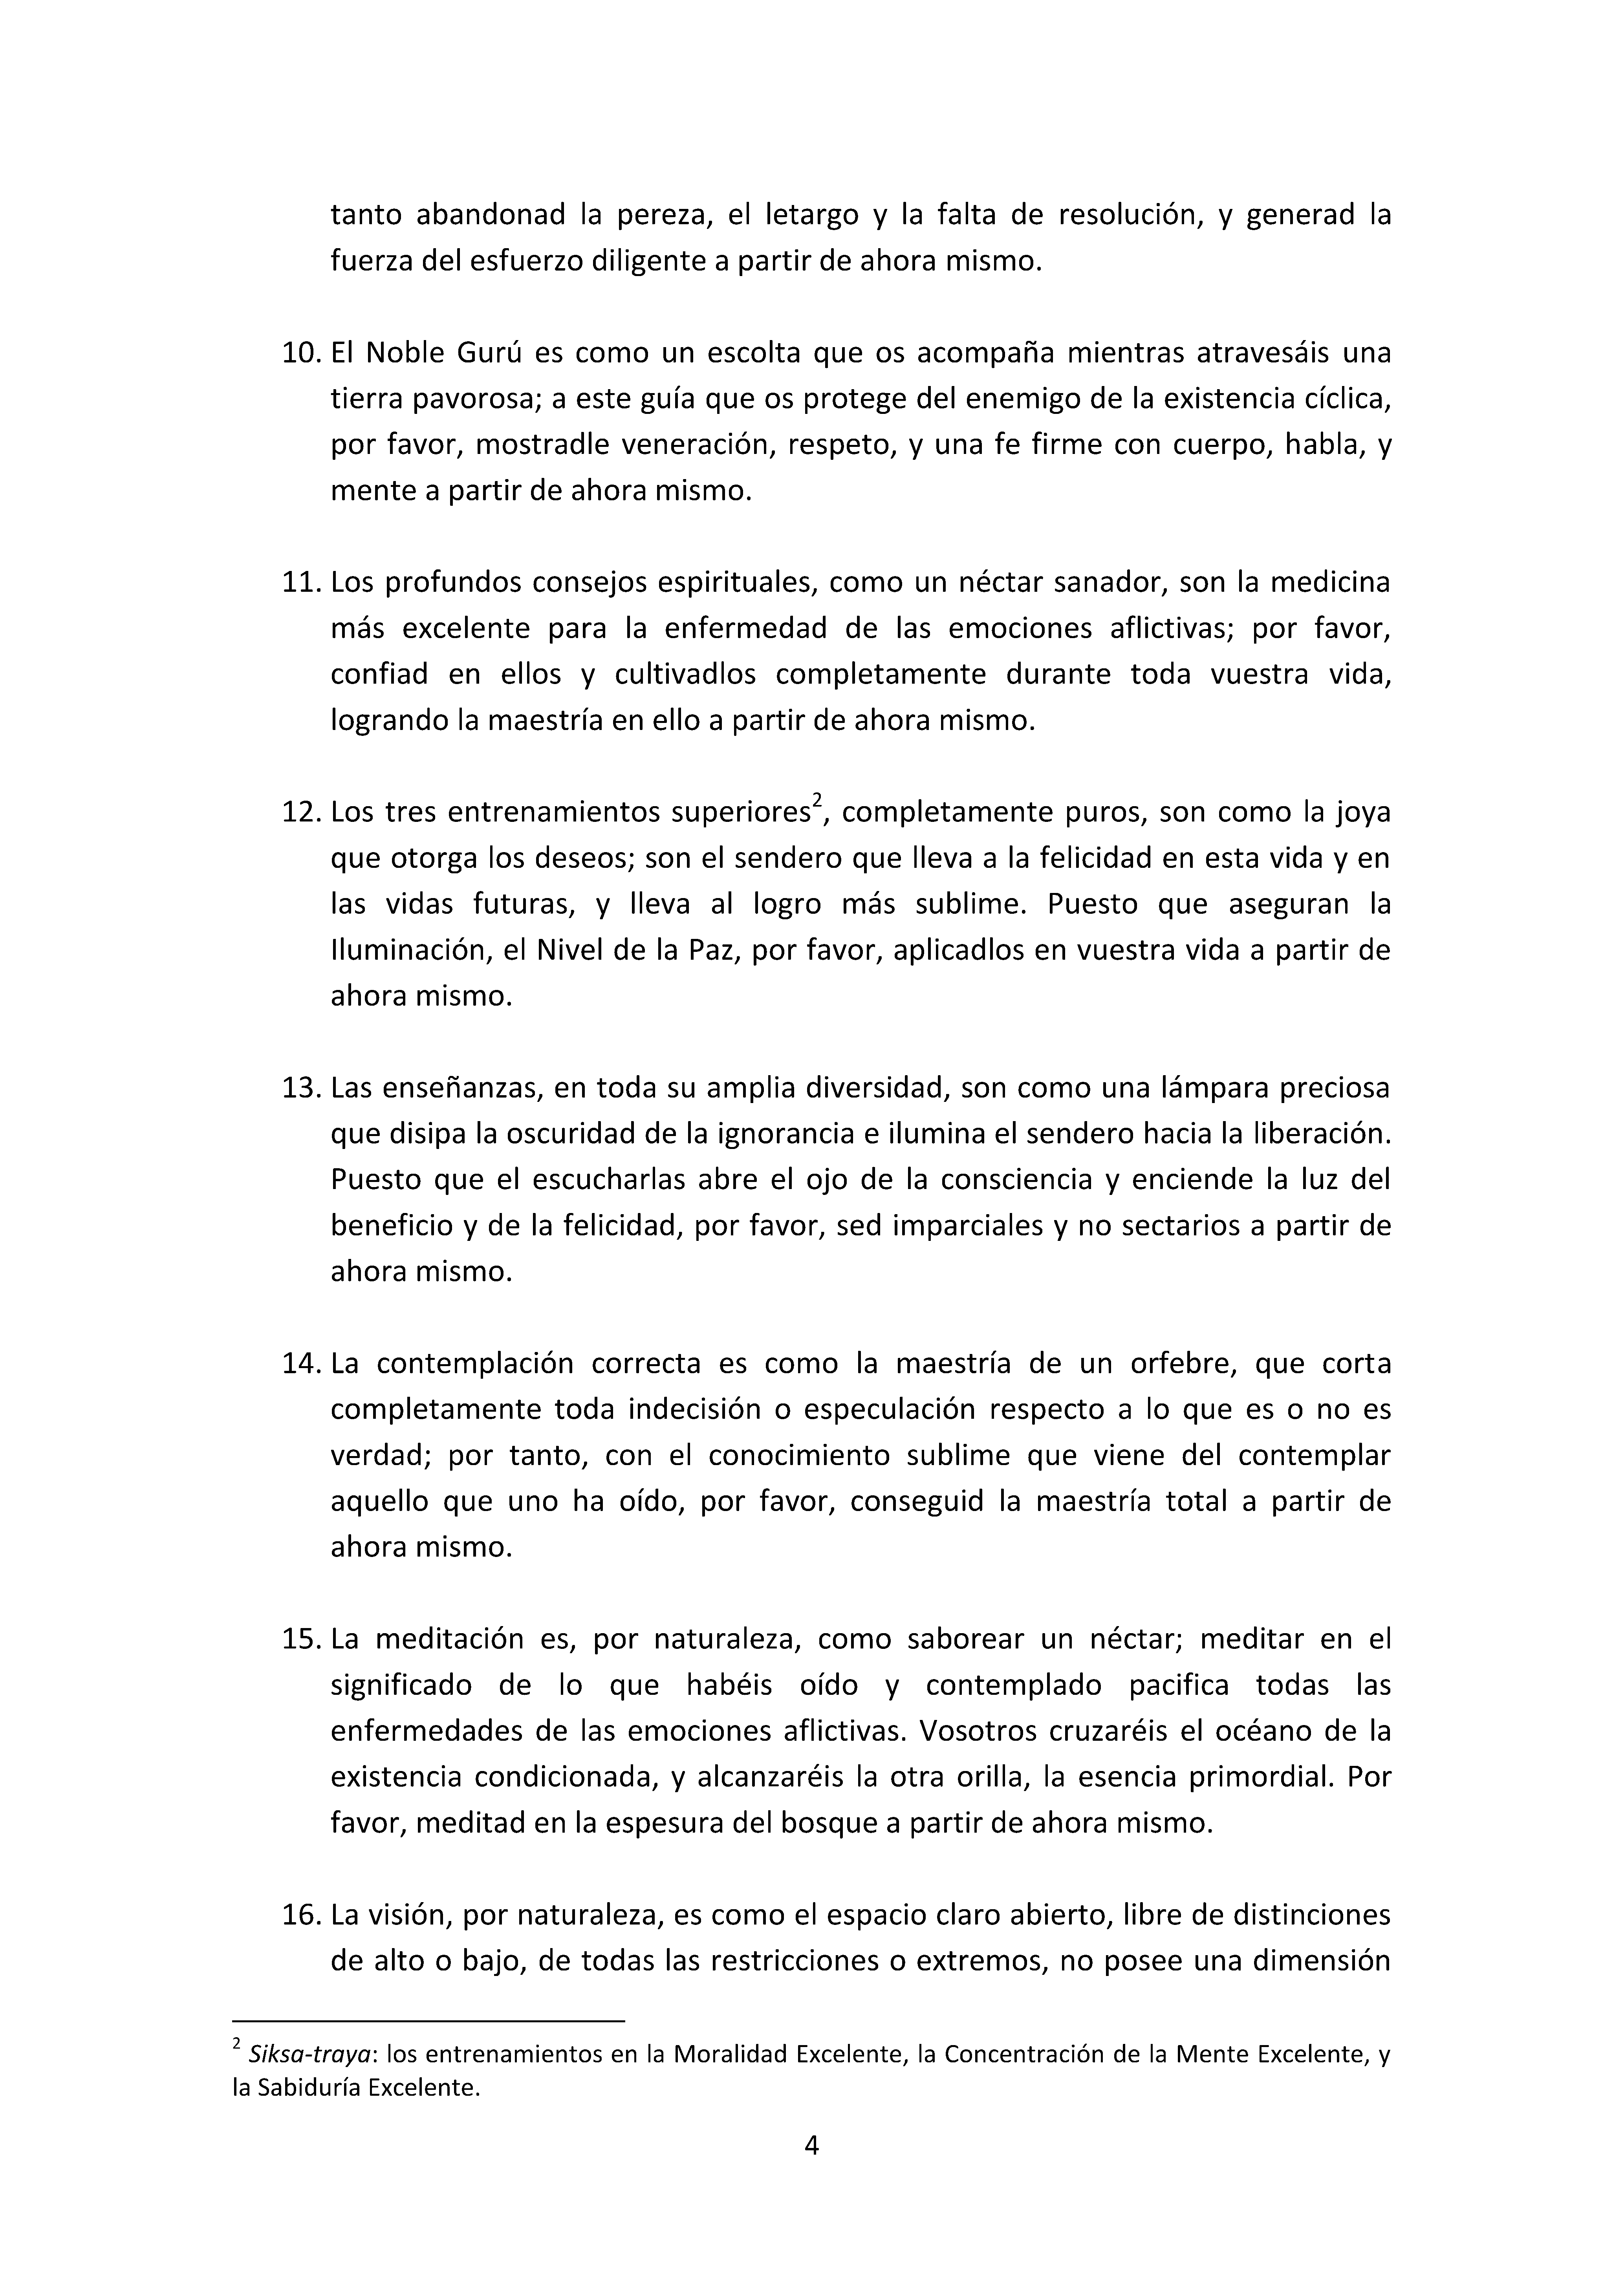 tanto abandonad la pereza, el letargo y la falta de resolución, y generad la
fuerza del esfuerzo diligente a partir de ahora mismo.
10. El Noble Gurú es como un escolta que os acompaña mientras atravesáis una
tierra pavorosa; a este guía que os protege del enemigo de la existencia cíclica,
por favor, mostradle veneración, respeto, y una fe firme con cuerpo, habla, y
mente a partir de ahora mismo.
11. Los profundos consejos espirituales, como un néctar sanador, son la medicina
más excelente para la enfermedad de las emociones aflictivas; por favor,
confiad en ellos y cultivadlos completamente durante toda vuestra vida,
logrando la maestría en ello a partir de ahora mismo.
12. Los tres entrenamientos superiores², completamente puros, son como la joya
que otorga los deseos; son el sendero que lleva a la felicidad en esta vida y en
las vidas futuras, y lleva al logro más sublime. Puesto que aseguran la
Iluminación, el Nivel de la Paz, por favor, aplicadlos en vuestra vida a partir de
ahora mismo.
13. Las enseñanzas, en toda su amplia diversidad, son como una lámpara preciosa
que disipa la oscuridad de la ignorancia e ilumina el sendero hacia la liberación.
Puesto que el escucharlas abre el ojo de la consciencia y enciende la luz del
beneficio y de la felicidad, por favor, sed imparciales y no sectarios a partir de
ahora mismo.
14. La contemplación correcta es como la maestría de un orfebre, que corta
completamente toda indecisión o especulación respecto a lo que es o no es
verdad; por tanto, con el conocimiento sublime que viene del contemplar
aquello que uno ha oído, por favor, conseguid la maestría total a partir de
ahora mismo.
15. La meditación es, por naturaleza, como saborear un néctar; meditar en el
significado de lo que habéis oído y contemplado pacifica todas las
enfermedades de las emociones aflictivas. Vosotros cruzaréis el océano de la
existencia condicionada, y alcanzaréis la otra orilla, la esencia primordial. Por
favor, meditad en la espesura del bosque a partir de ahora mismo.
16. La visión, por naturaleza, es como el espacio claro abierto, libre de distinciones
de alto o bajo, de todas las restricciones o extremos, no posee una dimensión
² Siksa-traya: los entrenamientos en la Moralidad Excelente, la Concentración de la Mente Excelente, y
la Sabiduría Excelente.
4